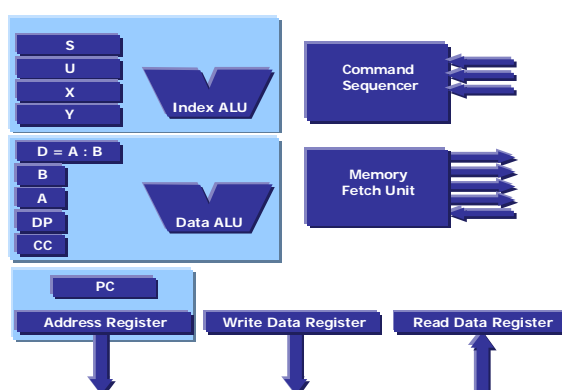 S
U
X
Y
Index ALU
Command
Sequencer
D = A : B
B
A
DP
CC
Data ALU
Memory
Fetch Unit
PC
Address Register
Write Data Register
Read Data Register